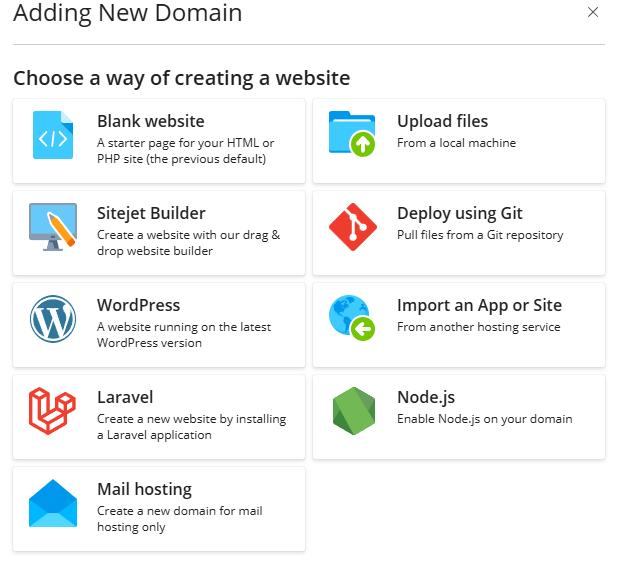 Adding New Domain
Choose a way of creating a website
Blank website
A starter page for your HTML or
PHP site (the previous default)
Upload files
From a local machine
Sitejet Builder
Create a website with our drag &
drop website builder
Deploy using Git
Pull files from a Git repository
WordPress
A website running on the latest
WordPress version
Import an App or Site
From another hosting service
Laravel
Create a new website by installing
a Laravel application
Node.js
Enable Node.js on your domain
Mail hosting
Create a new domain for mail
hosting only